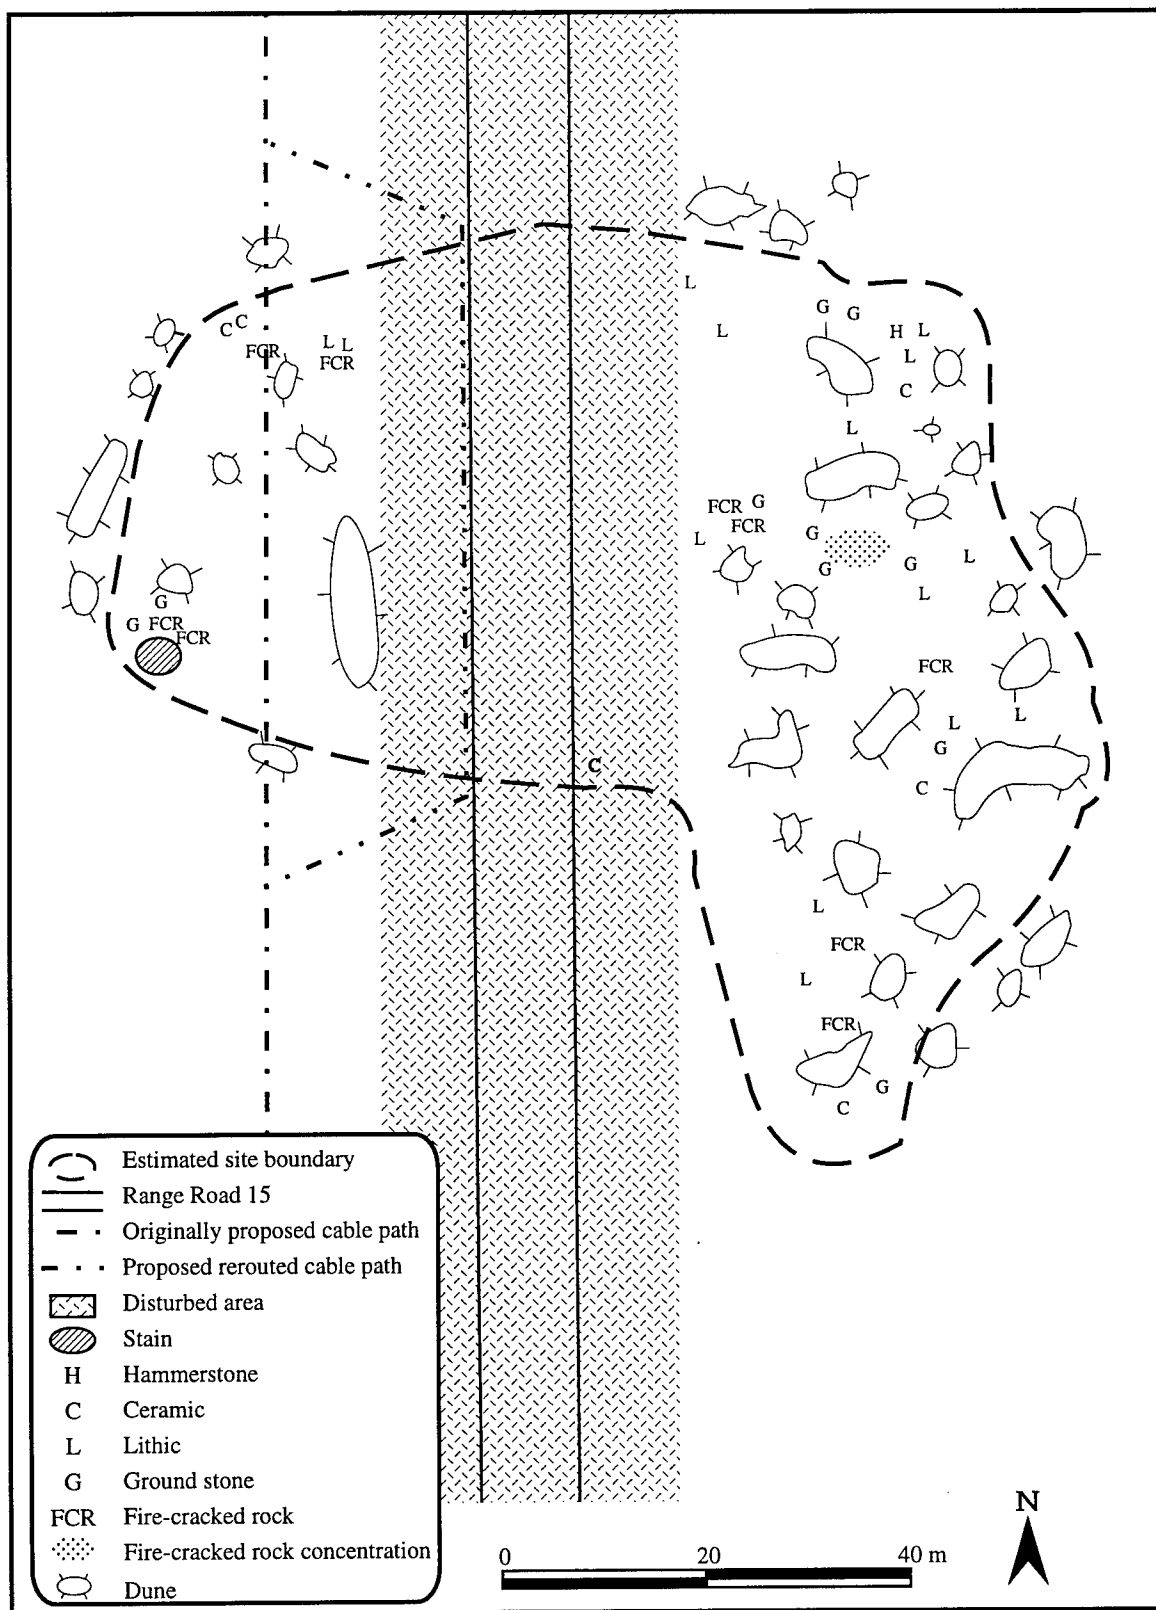 L
G G
C C
H L
L L
L
FCR
L
FCR
C
L
FCR G
FCR
G
L
L
G
G
L
G
G FCR
FCR
FCR
L
L
G
C
C
L
FCR
L
FCR
G
C
Estimated site boundary
Range Road 15
Originally proposed cable path
Proposed rerouted cable path
Disturbed area
Stain
H Hammerstone
C Ceramic
L Lithic
G Ground stone
FCR Fire-cracked rock
Fire-cracked rock concentration
Dune
N
0 20 40 m